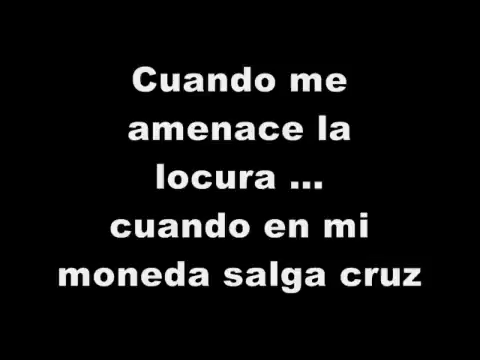 Cuando me
amenace la
locura ...
cuando en mi
moneda salga cruz